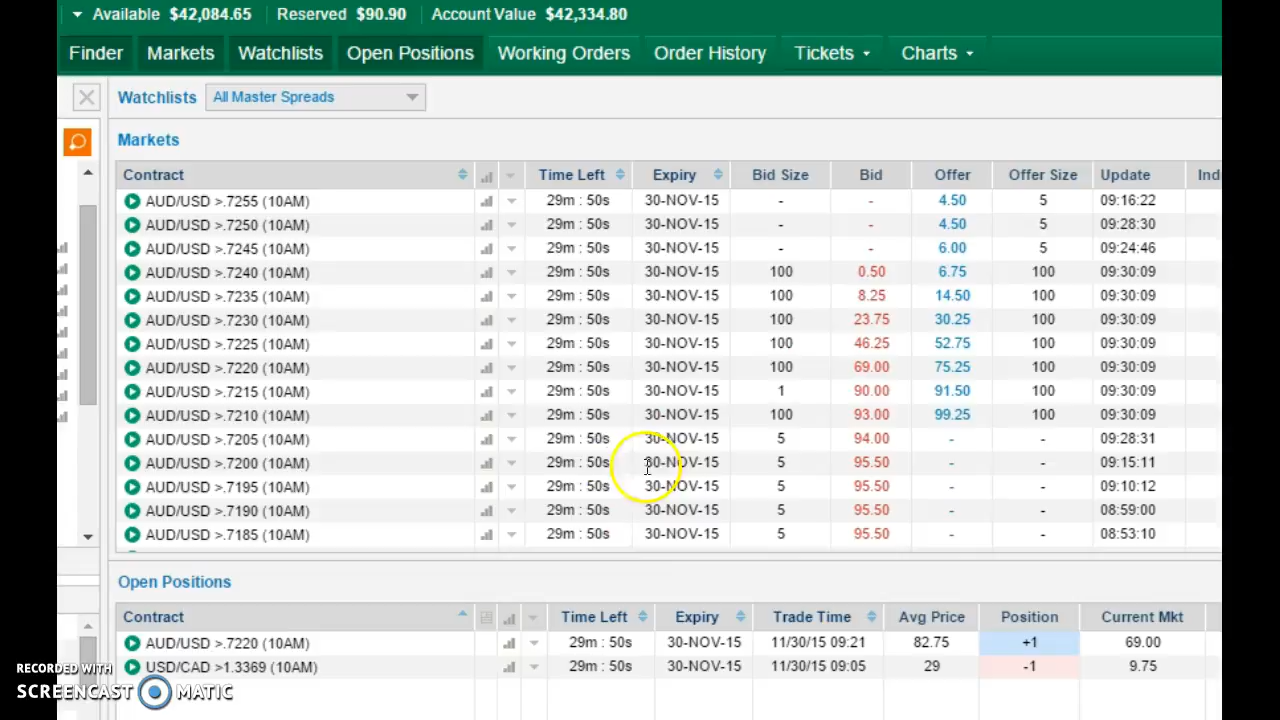 Available $42,084.65 Reserved $90.90 Account Value $42,334.80
Finder Markets Watchlists Open Positions Working Orders Order History Tickets Charts
Watchlists All Master Spreads
Markets
Contract Time Left Expiry Bid Size Bid Offer Offer Size Update Ind
AUD/USD >.7255 (10AM) 29m : 50s 30-NOV-15 - - 4.50 5 09:16:22
AUD/USD >.7250 (10AM) 29m : 50s 30-NOV-15 - - 4.50 5 09:28:30
AUD/USD >.7245 (10AM) 29m : 50s 30-NOV-15 - - 6.00 5 09:24:46
AUD/USD >.7240 (10AM) 29m : 50s 30-NOV-15 100 0.50 6.75 100 09:30:09
AUD/USD >.7235 (10AM) 29m : 50s 30-NOV-15 100 8.25 14.50 100 09:30:09
AUD/USD >.7230 (10AM) 29m : 50s 30-NOV-15 100 23.75 30.25 100 09:30:09
AUD/USD >.7225 (10AM) 29m : 50s 30-NOV-15 100 46.25 52.75 100 09:30:09
AUD/USD >.7220 (10AM) 29m : 50s 30-NOV-15 100 69.00 75.25 100 09:30:09
AUD/USD >.7215 (10AM) 29m : 50s 30-NOV-15 1 90.00 91.50 100 09:30:09
AUD/USD >.7210 (10AM) 29m : 50s 30-NOV-15 100 93.00 99.25 100 09:30:09
AUD/USD >.7205 (10AM) 29m : 50s 30-NOV-15 5 94.00 - - 09:28:31
AUD/USD >.7200 (10AM) 29m : 50s 30-NOV-15 5 95.50 - - 09:15:11
AUD/USD >.7195 (10AM) 29m : 50s 30-NOV-15 5 95.50 - - 09:10:12
AUD/USD >.7190 (10AM) 29m : 50s 30-NOV-15 5 95.50 - - 08:59:00
AUD/USD >.7185 (10AM) 29m : 50s 30-NOV-15 5 95.50 - - 08:53:10
Open Positions
Contract Time Left Expiry Trade Time Avg Price Position Current Mkt
AUD/USD >.7220 (10AM) 29m : 50s 30-NOV-15 11/30/15 09:21 82.75 +1 69.00
USD/CAD >1.3369 (10AM) 29m : 50s 30-NOV-15 11/30/15 09:05 29 -1 9.75
RECORDED WITH
SCREENCAST MATIC